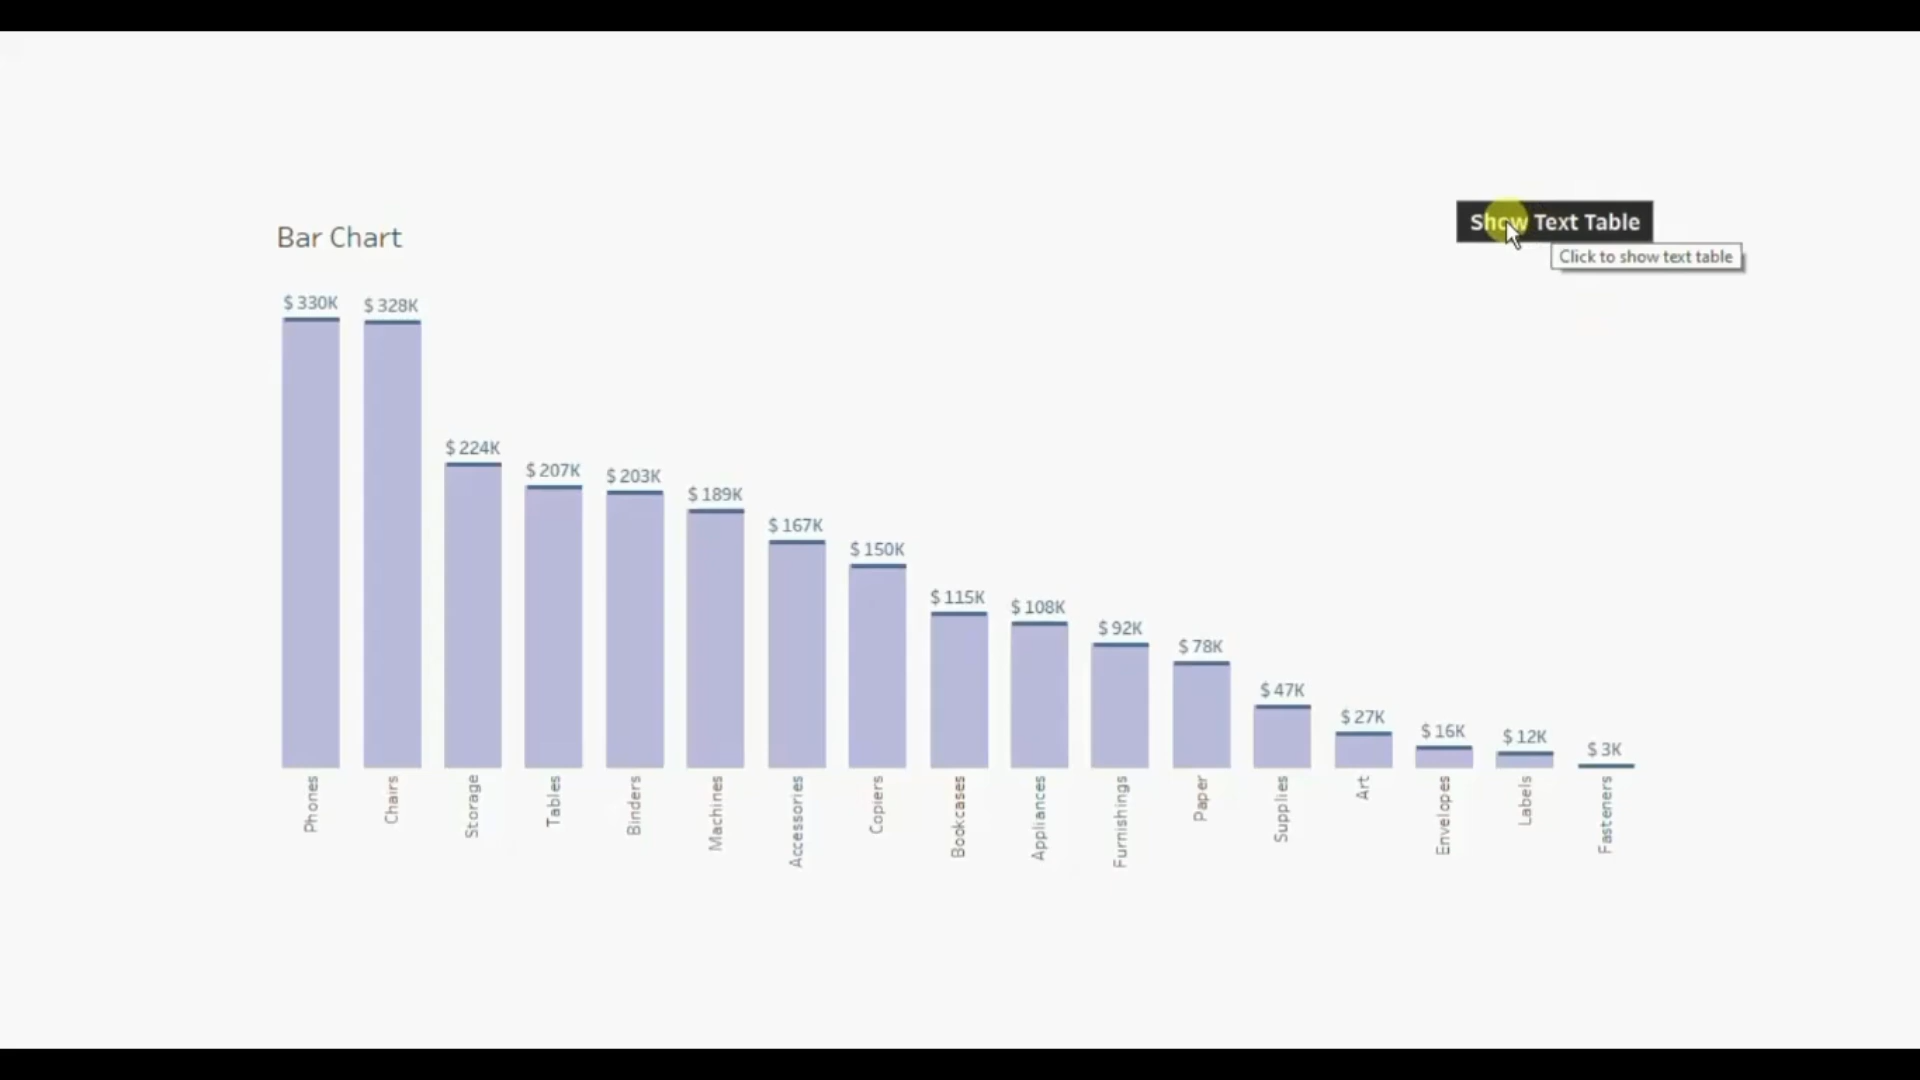 Show Text Table
Bar Chart
Click to show text table
$ 330K
$ 328K
$ 224K
$ 207K
$ 203K
$ 189K
$ 167K
$ 150K
$ 115K
$ 108K
$ 92K
$ 78K
$ 47K
$ 27K
$ 16K
$ 12K
$ 3K
Phones
Chairs
Storage
Tables
Binders
Machines
Accessories
Copiers
Bookcases
Appliances
Furnishings
Paper
Supplies
Art
Envelopes
Labels
Fasteners